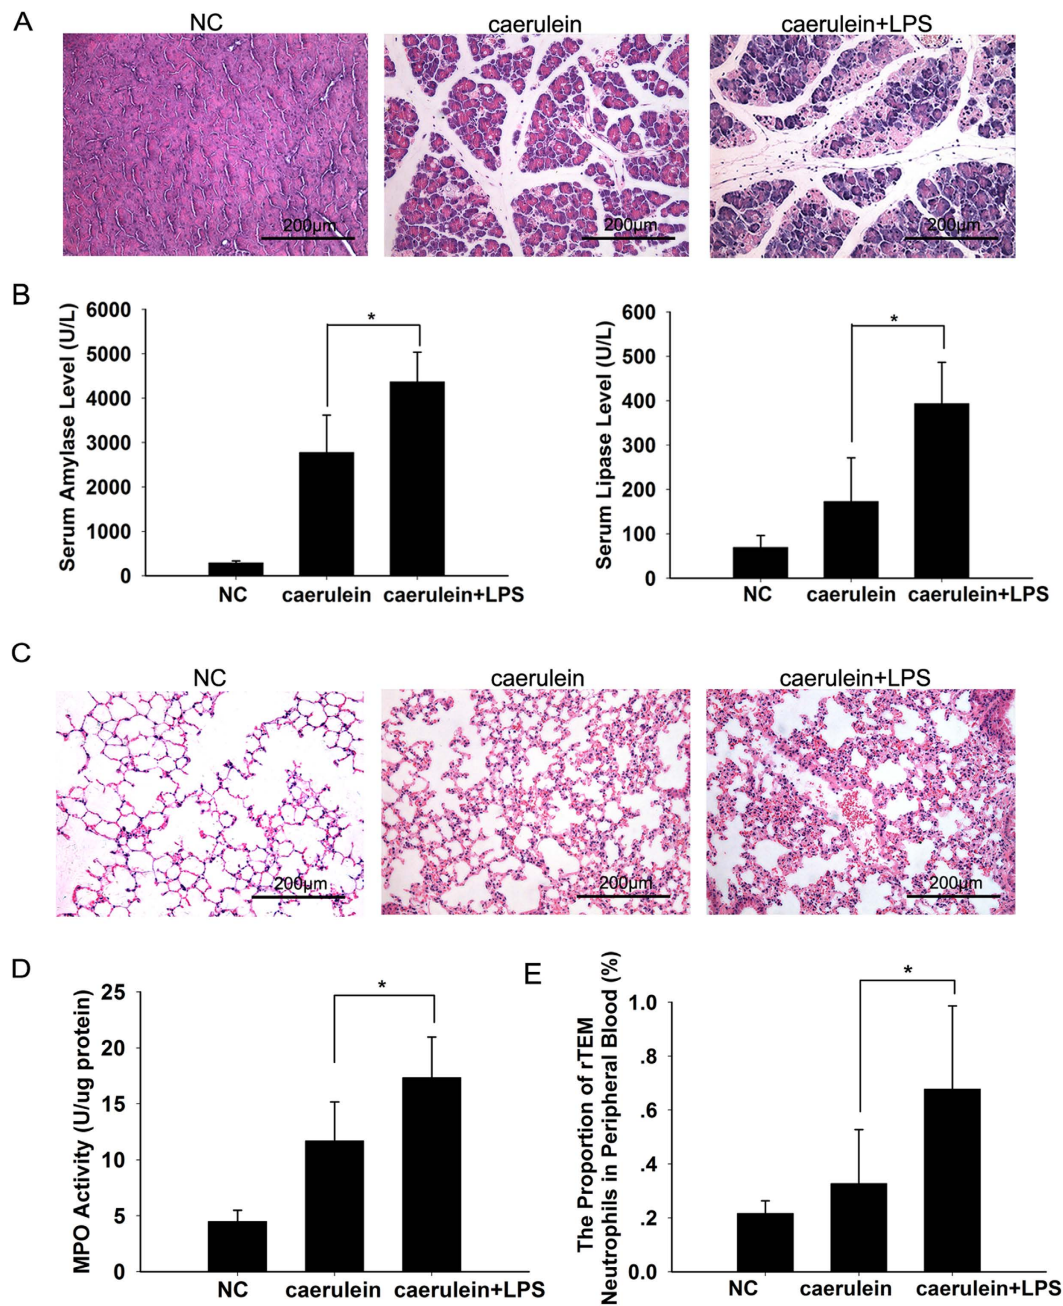 A
NC
caerulein
caerulein+LPS
200μm
200μm
200μm
B
Serum Amylase Level (U/L)
6000
5000
4000
3000
2000
1000
0
*
NC
caerulein
caerulein+LPS
Serum Lipase Level (U/L)
600
500
400
300
200
100
0
*
NC
caerulein
caerulein+LPS
C
NC
caerulein
caerulein+LPS
200μm
200μm
200μm
D
MPO Activity (U/ug protein)
25
20
15
10
5
0
*
NC
caerulein
caerulein+LPS
E
The Proportion of rTEM
Neutrophils in Peripheral Blood (%)
1.0
.8
.6
.4
.2
0
*
NC
caerulein
caerulein+LPS